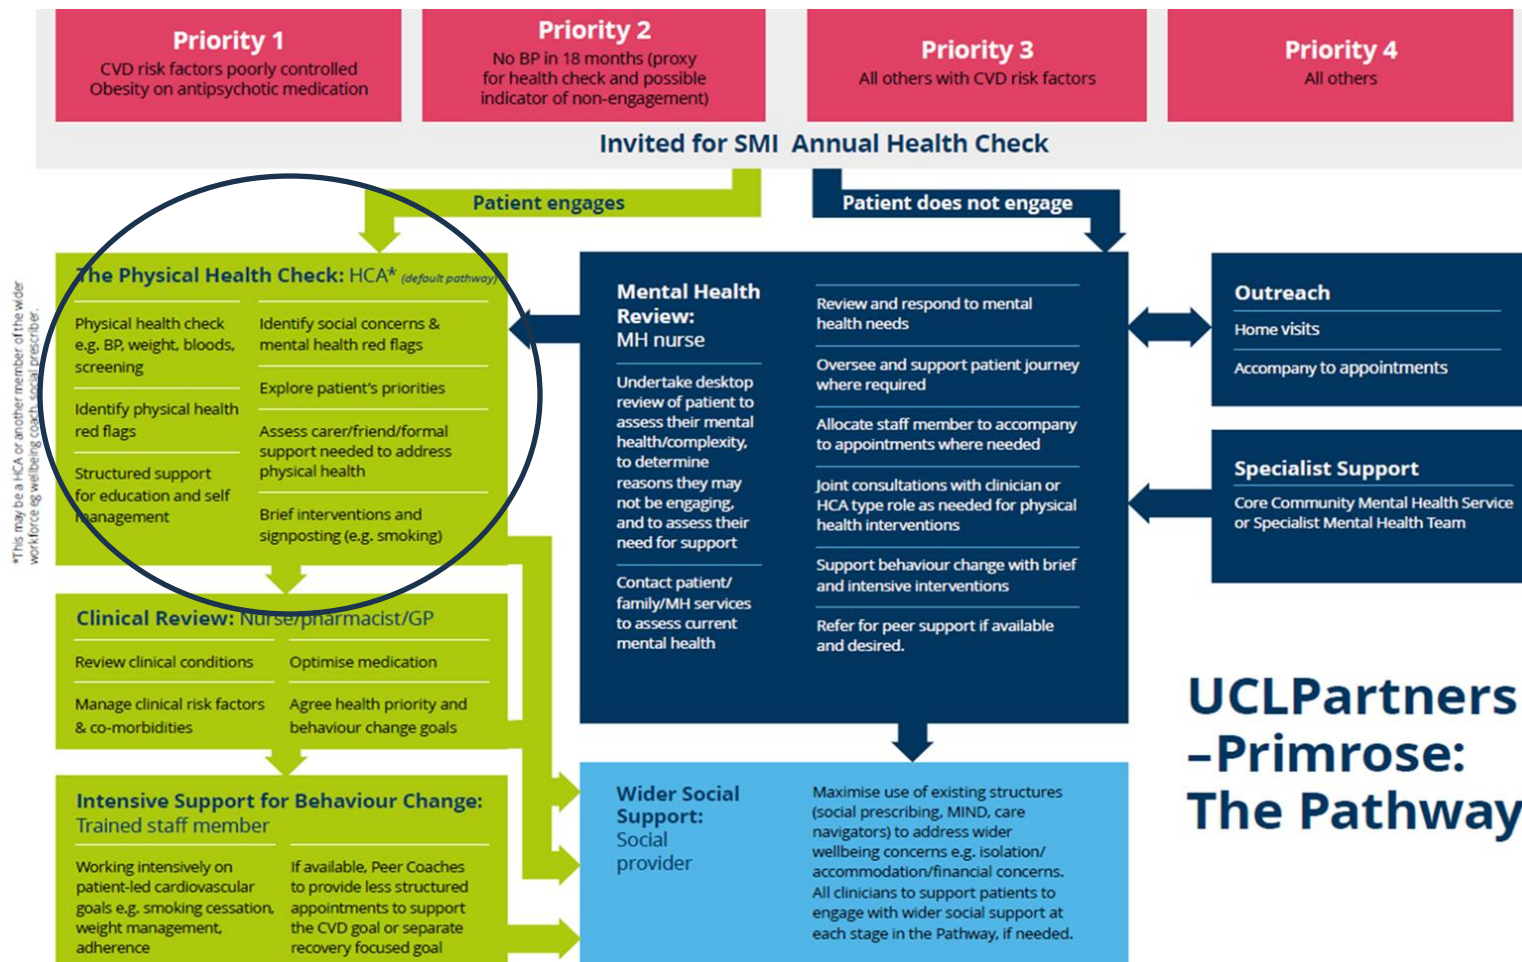 Priority 1
CVD risk factors poorly controlled
Obesity on antipsychotic medication
Priority 2
No BP in 18 months (proxy
for health check and possible
indicator of non-engagement)
Priority 3
All others with CVD risk factors
Priority 4
All others
Invited for SMI Annual Health Check
Patient engages
Patient does not engage
*This may be a HCA or another member of the wider
workforce eg wellbeing coach, social prescriber.
The Physical Health Check: HCA* (default pathway)
Physical health check
e.g. BP, weight, bloods,
screening
Identify physical health
red flags
Structured support
for education and self
management
Identify social concerns &
mental health red flags
Explore patient's priorities
Assess carer/friend/formal
support needed to address
physical health
Brief interventions and
signposting (e.g. smoking)
Clinical Review: Nurse/pharmacist/GP
Review clinical conditions
Manage clinical risk factors
& co-morbidities
Optimise medication
Agree health priority and
behaviour change goals
Intensive Support for Behaviour Change:
Trained staff member
Working intensively on
patient-led cardiovascular
goals e.g. smoking cessation,
weight management,
adherence
If available, Peer Coaches
to provide less structured
appointments to support
the CVD goal or separate
recovery focused goal
Mental Health
Review:
MH nurse
Undertake desktop
review of patient to
assess their mental
health/complexity,
to determine
reasons they may
not be engaging,
and to assess their
need for support
Contact patient/
family/MH services
to assess current
mental health
Review and respond to mental
health needs
Oversee and support patient journey
where required
Allocate staff member to accompany
to appointments where needed
Joint consultations with clinician or
HCA type role as needed for physical
health interventions
Support behaviour change with brief
and intensive interventions
Refer for peer support if available
and desired.
Wider Social
Support:
Social
provider
Maximise use of existing structures
(social prescribing, MIND, care
navigators) to address wider
wellbeing concerns e.g. isolation/
accommodation/financial concerns.
All clinicians to support patients to
engage with wider social support at
each stage in the Pathway, if needed.
Outreach
Home visits
Accompany to appointments
Specialist Support
Core Community Mental Health Service
or Specialist Mental Health Team
UCLPartners
–Primrose:
The Pathway